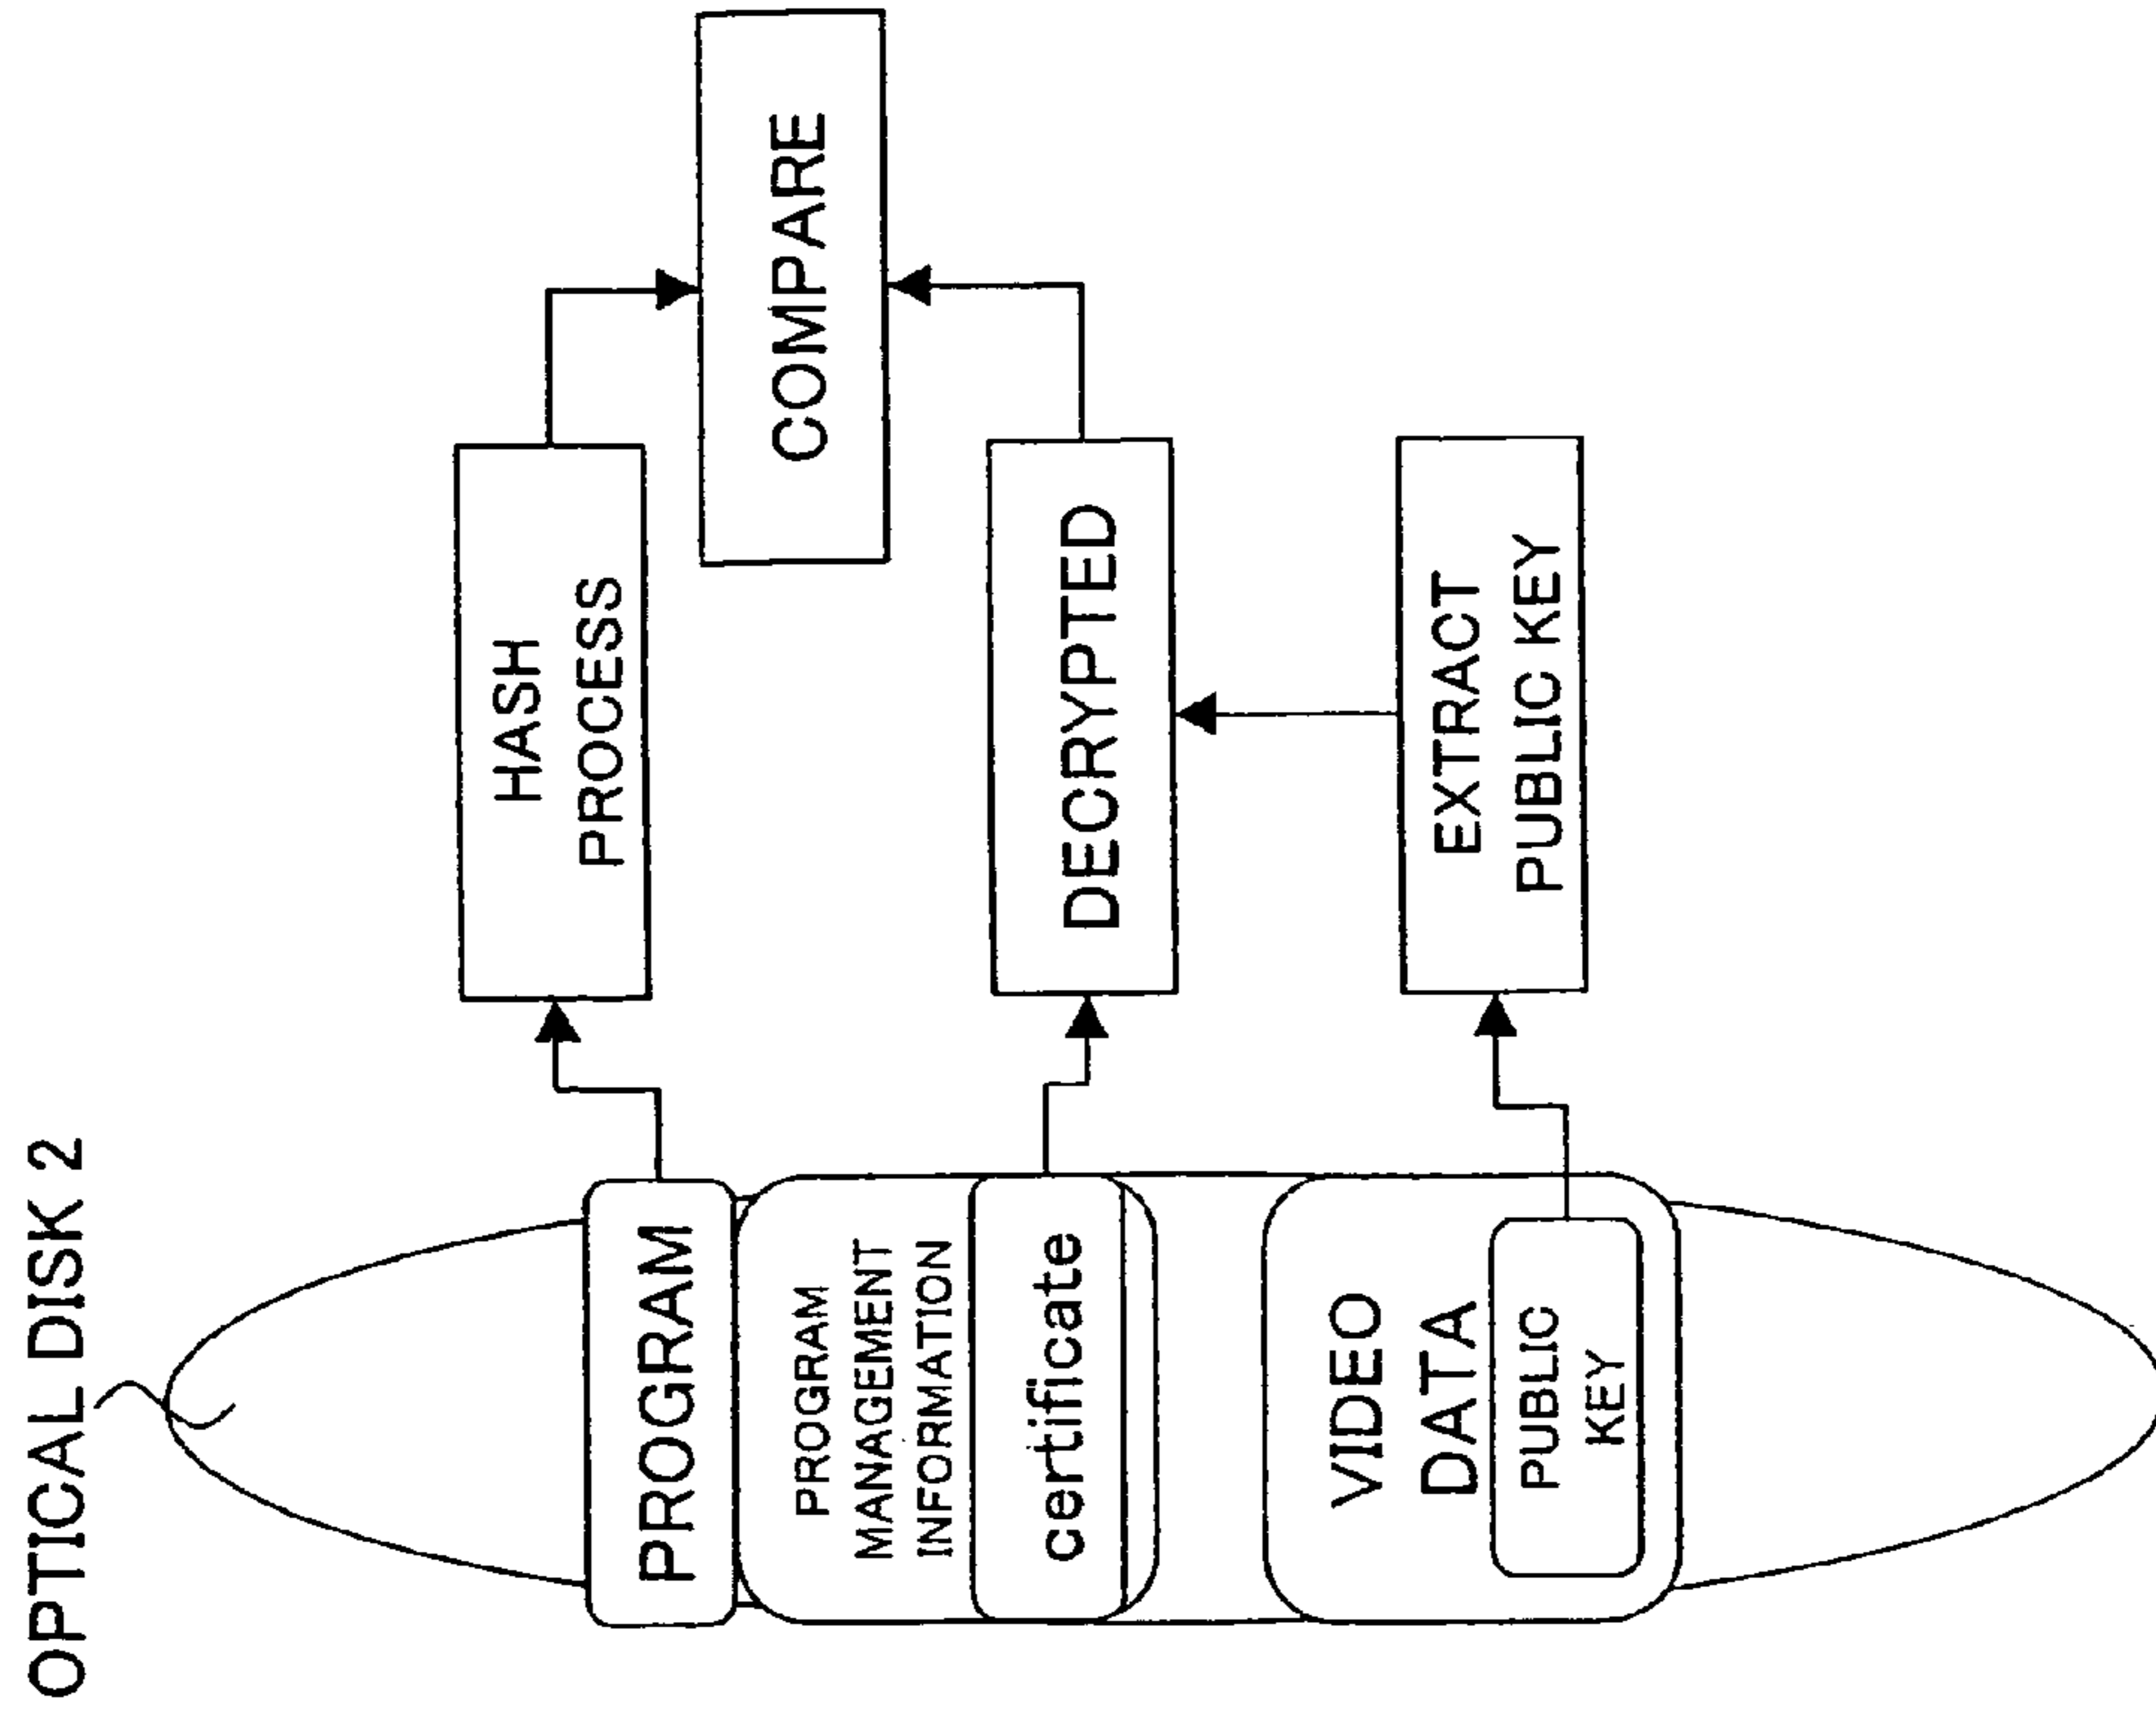 OPTICAL DISK 2
PROGRAM
PROGRAM
MANAGEMENT
INFORMATION
certificate
VIDEO
DATA
PUBLIC
KEY
HASH
PROCESS
DECRYPTED
EXTRACT
PUBLIC KEY
COMPARE